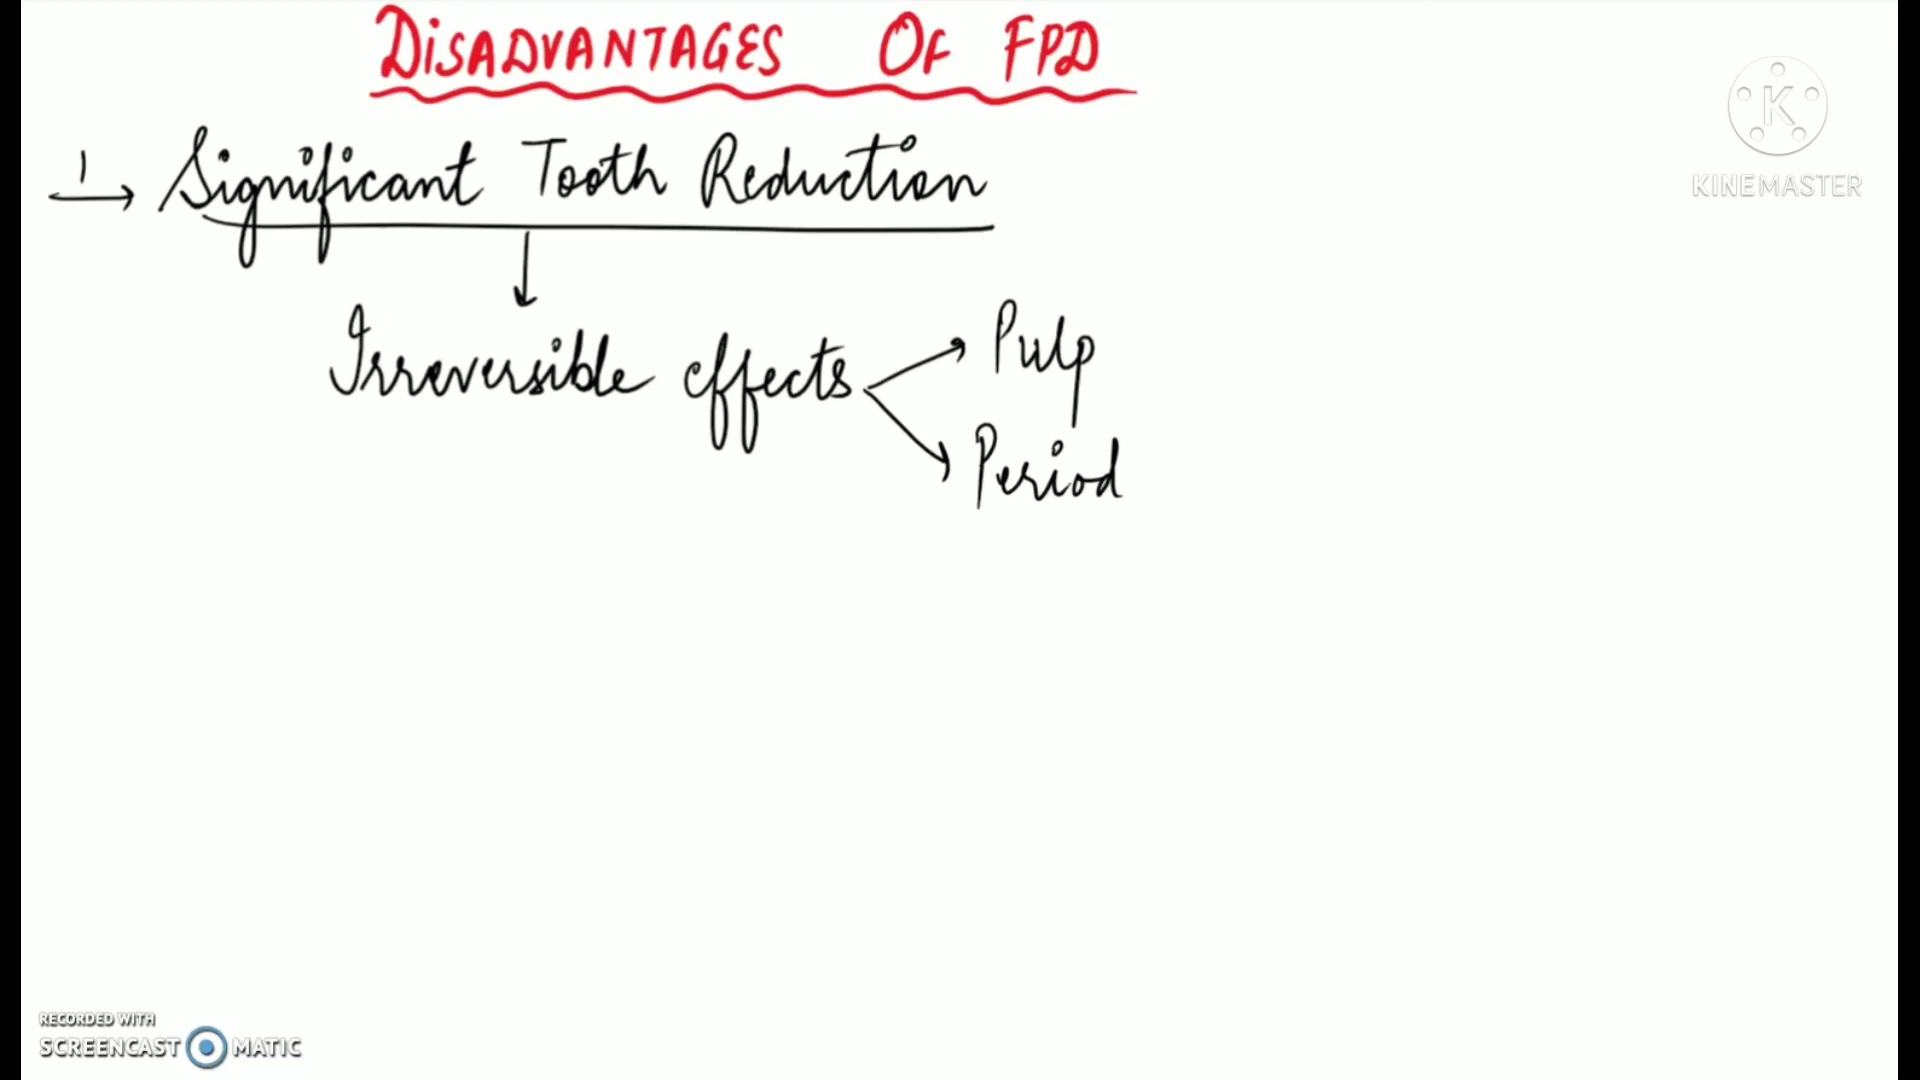 DISADVANTAGES OF FPD
1 → Significant Tooth Reduction
Irreversible effects
Pulp
Period
KINEMASTER
RECORDED WITH
SCREENCAST MATIC